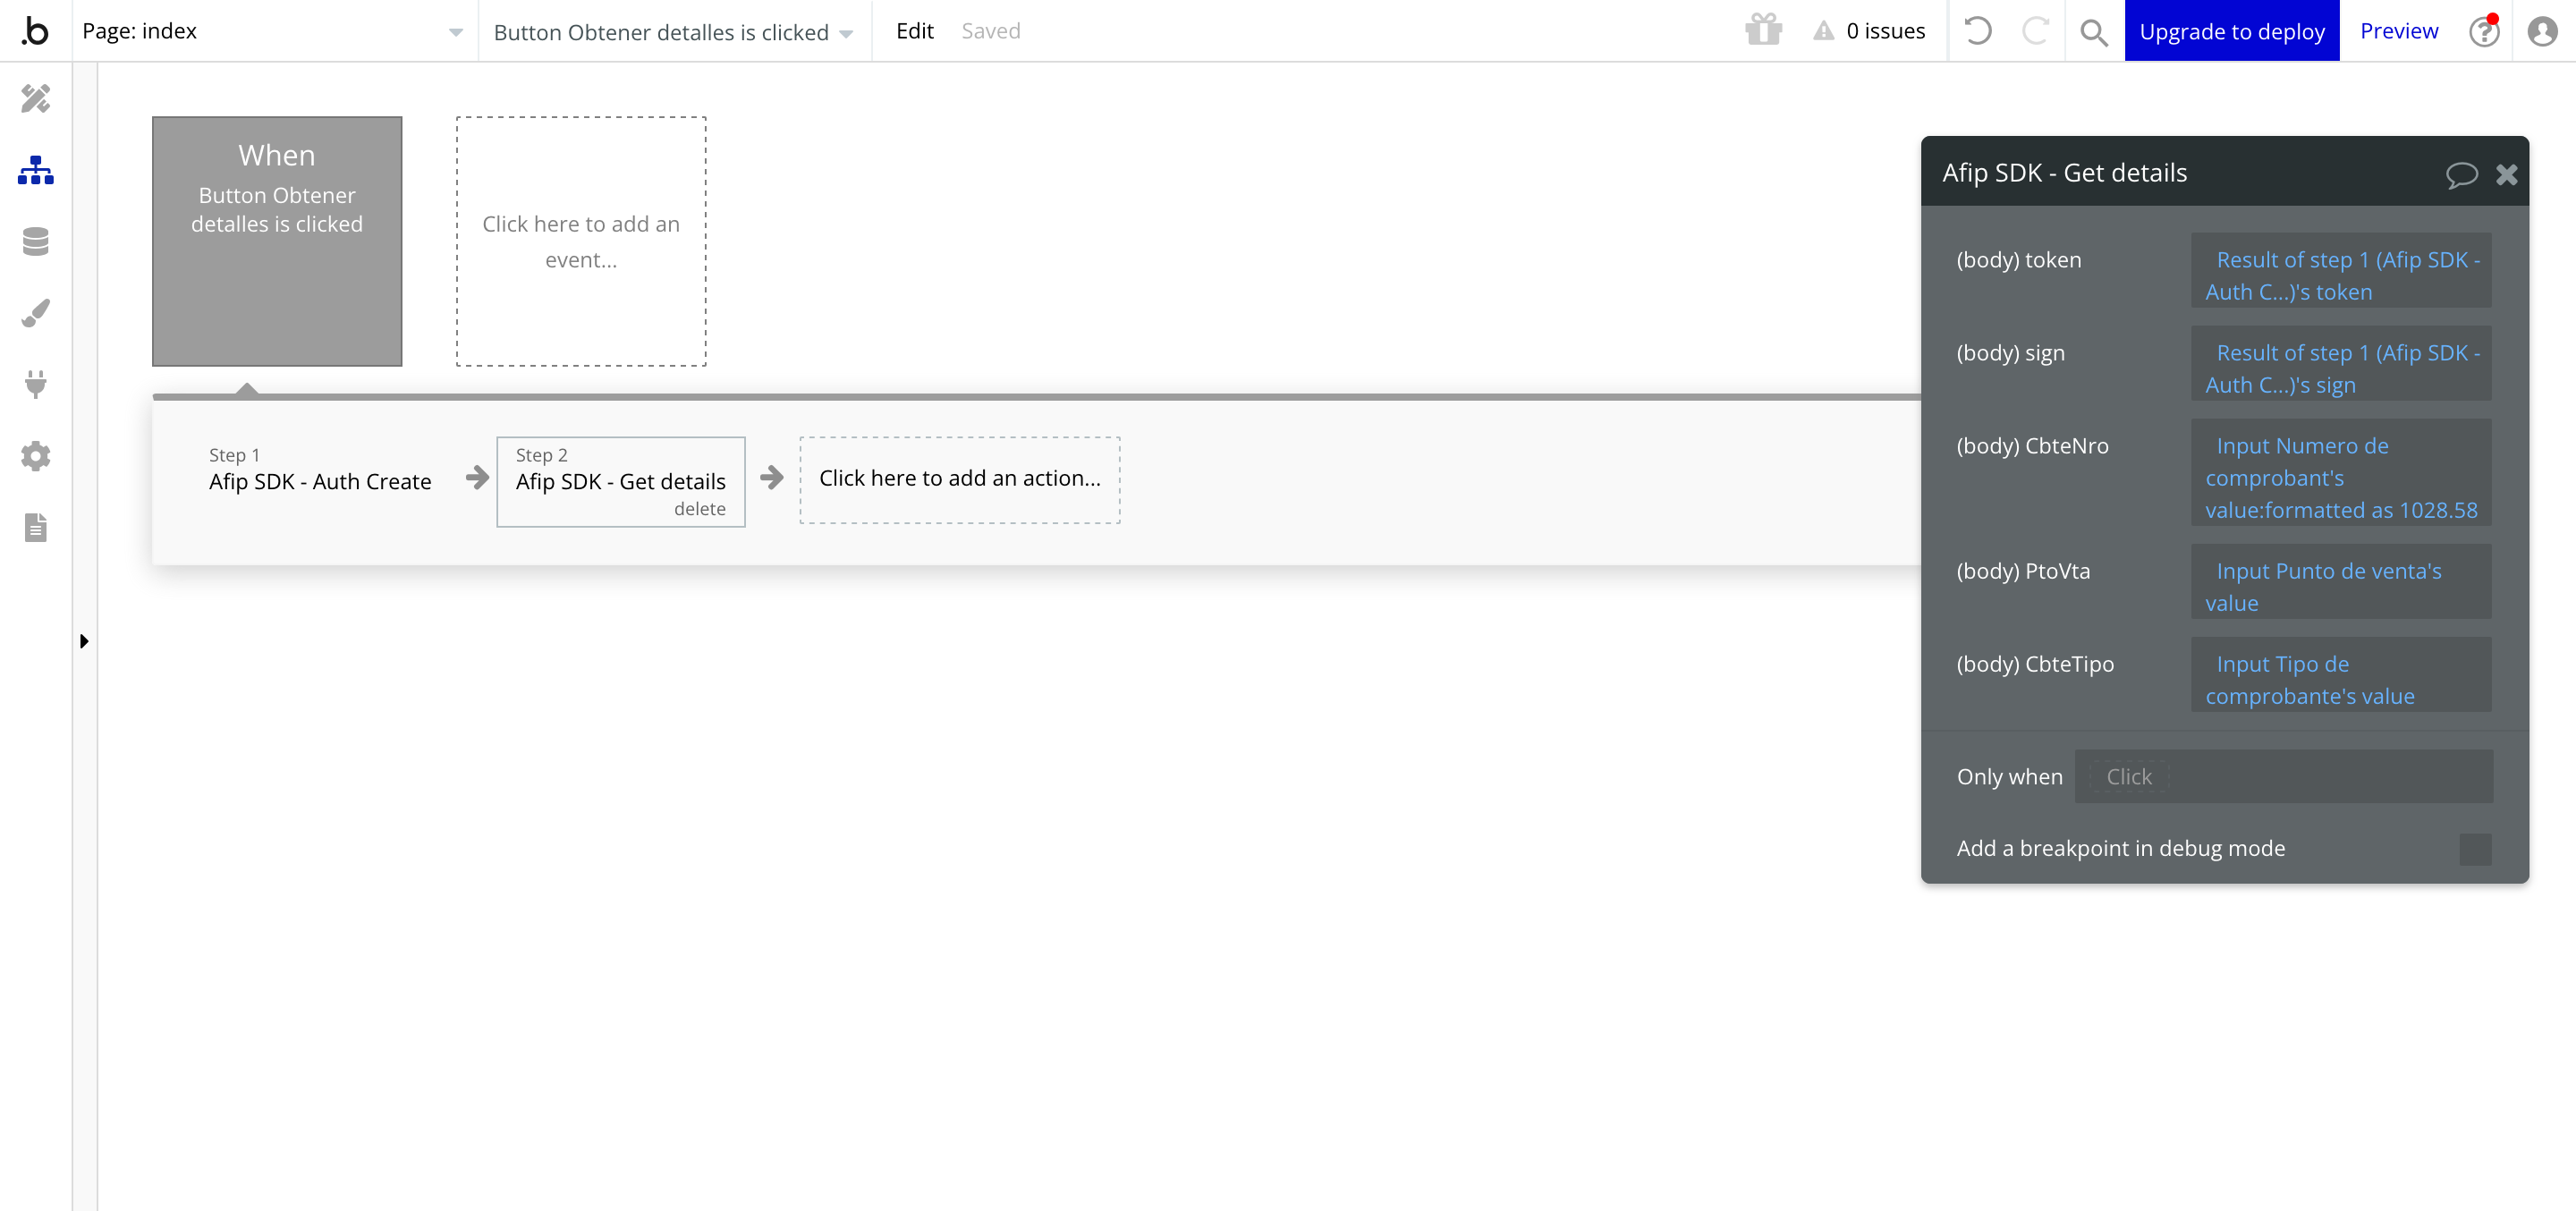 .b
Page: index
Button Obtener detalles is clicked
Edit
Saved
0 issues
Upgrade to deploy
Preview
When
Button Obtener
detalles is clicked
Click here to add an
event...
Step 1
Afip SDK - Auth Create
Step 2
Afip SDK - Get details
delete
Click here to add an action...
Afip SDK - Get details
(body) token
Result of step 1 (Afip SDK -
Auth C...)'s token
(body) sign
Result of step 1 (Afip SDK -
Auth C...)'s sign
(body) CbteNro
Input Numero de
comprobant's
value:formatted as 1028.58
(body) PtoVta
Input Punto de venta's
value
(body) CbteTipo
Input Tipo de
comprobante's value
Only when
Click
Add a breakpoint in debug mode